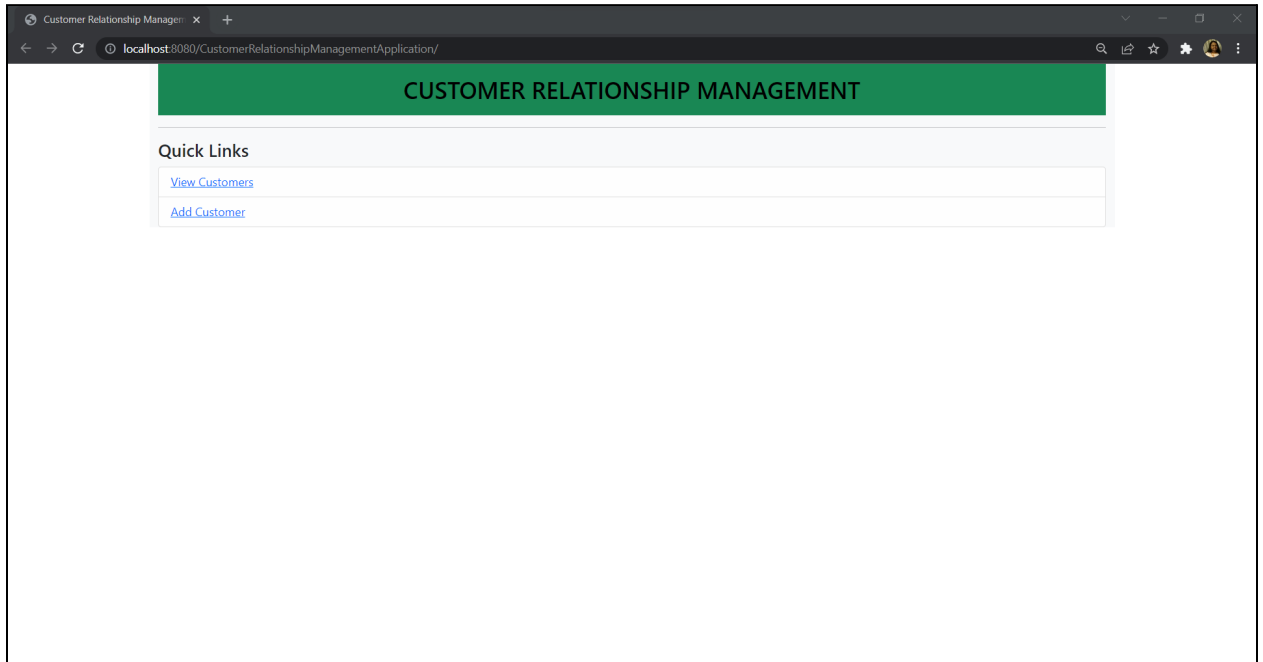 Customer Relationship Managem
localhost:8080/CustomerRelationshipManagementApplication/
CUSTOMER RELATIONSHIP MANAGEMENT
Quick Links
View Customers
Add Customer